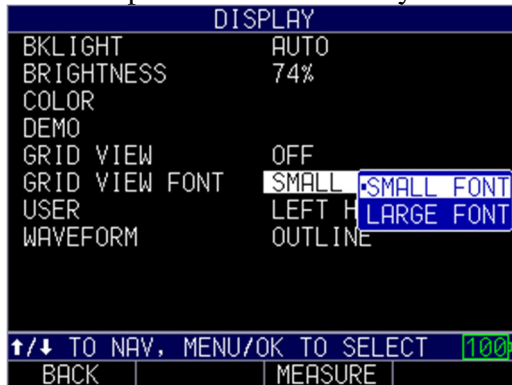 DISPLAY
BKLIGHT AUTO
BRIGHTNESS 74%
COLOR
DEMO
GRID VIEW OFF
GRID VIEW FONT SMALL SMALL FONT
USER LEFT H LARGE FONT
WAVEFORM OUTLINE
↑/↓ TO NAV, MENU/OK TO SELECT 100
BACK MEASURE